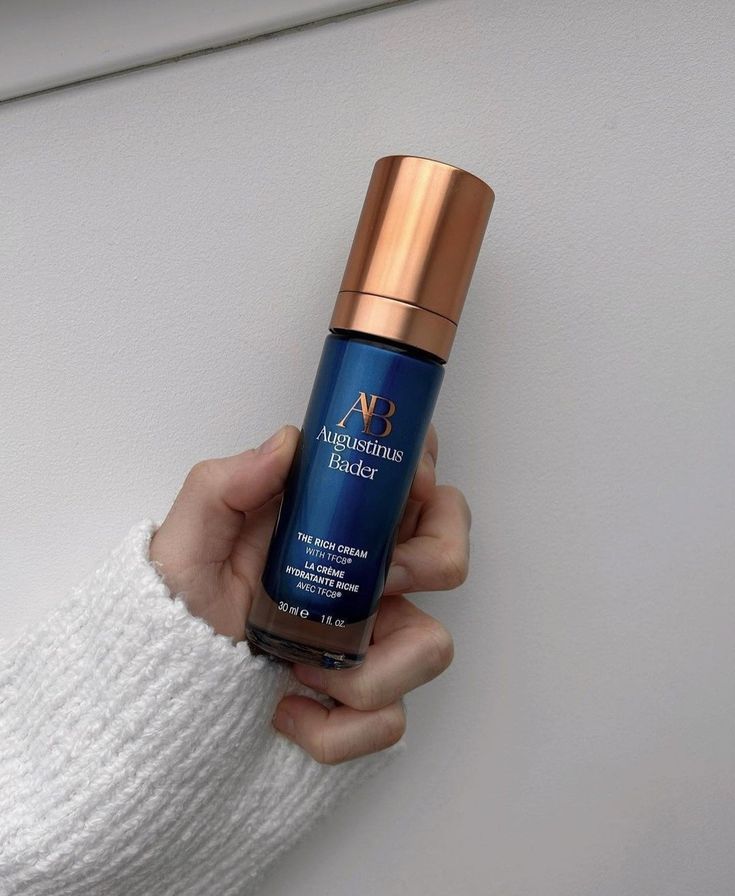 AB
Augustinus
Bader
THE RICH CREAM
WITH TFC8®
LA CRÈME
HYDRATANTE RICHE
AVEC TFC8®
30 ml ℮ 1 fl. oz.